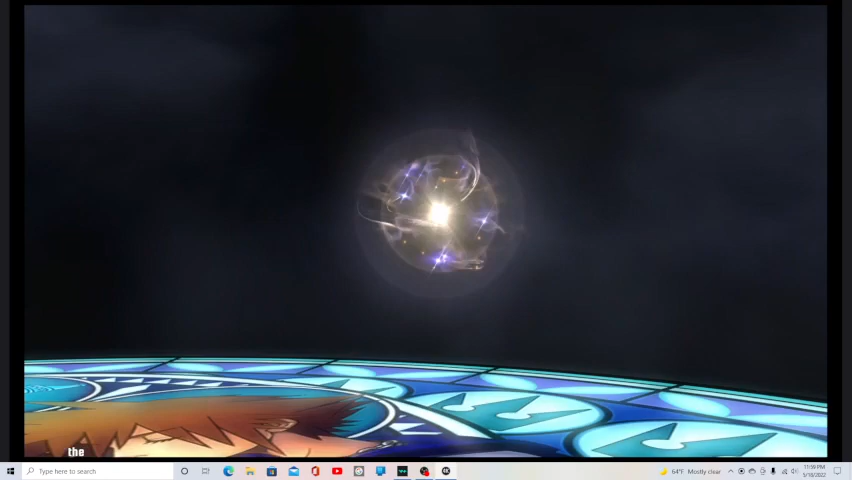 the
Type here to search
64°F Mostly clear
11:59 PM
5/18/2022